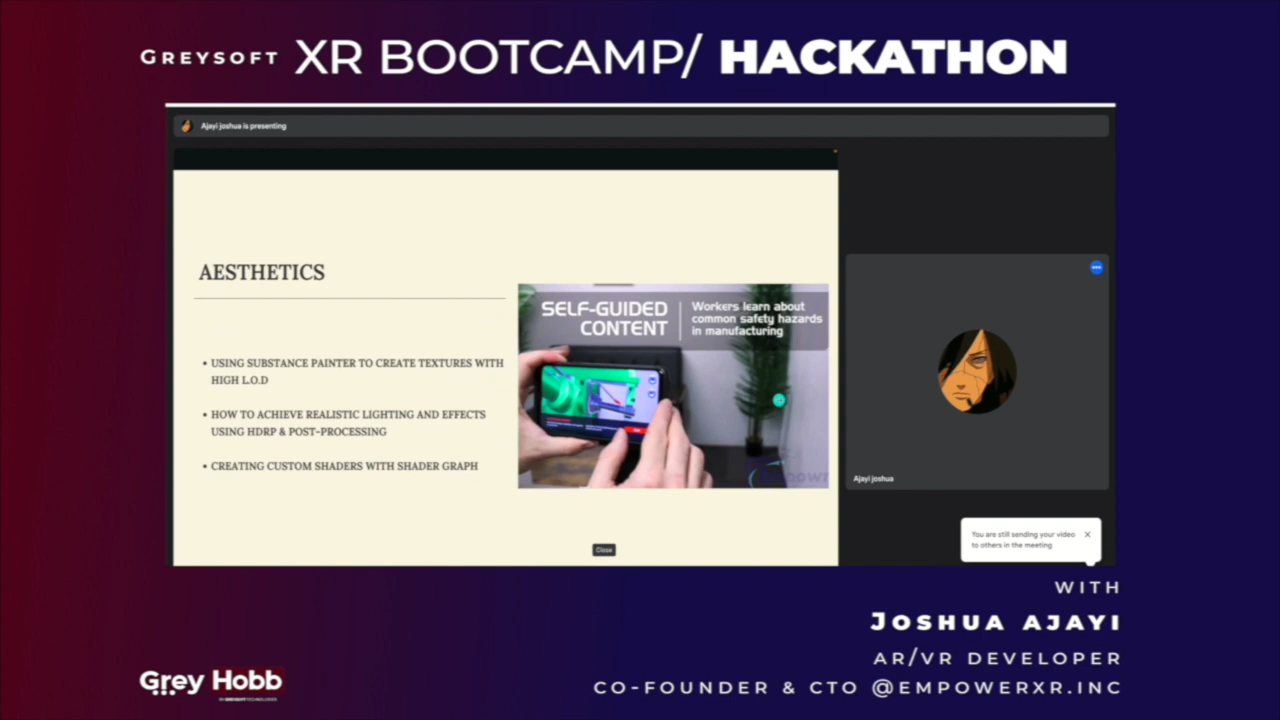 GREYSOFT XR BOOTCAMP/ HACKATHON
Ajayi joshua is presenting
AESTHETICS
• USING SUBSTANCE PAINTER TO CREATE TEXTURES WITH
HIGH L.O.D
• HOW TO ACHIEVE REALISTIC LIGHTING AND EFFECTS
USING HDRP & POST-PROCESSING
• CREATING CUSTOM SHADERS WITH SHADER GRAPH
SELF-GUIDED
CONTENT
Workers learn about
common safety hazards
in manufacturing
Close
Ajayi joshua
You are still sending your video
to others in the meeting
WITH
JOSHUA AJAYI
AR/VR DEVELOPER
CO-FOUNDER & CTO @EMPOWERXR.INC
Grey Hobb
BY GREYSOFT TECHNOLOGIES